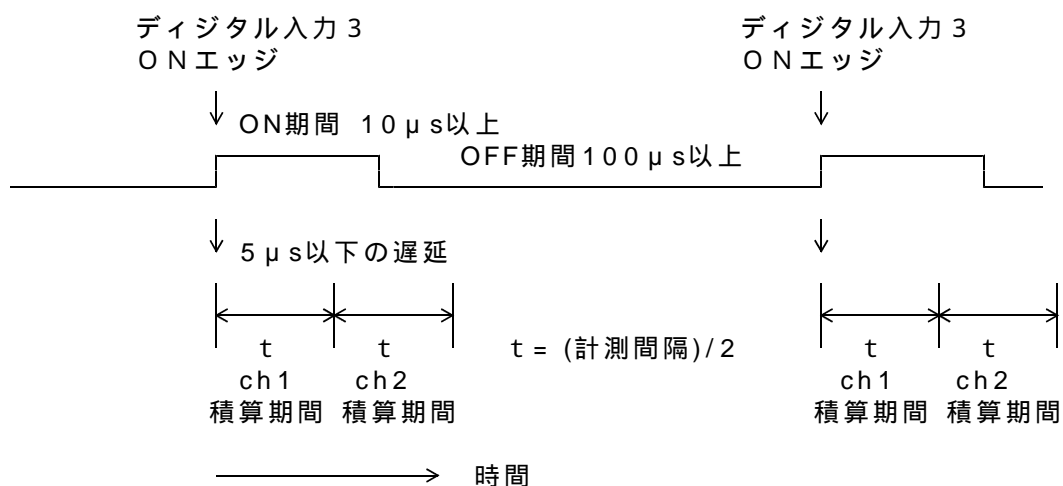 ディジタル入力３
ＯＮエッジ
ディジタル入力３
ＯＮエッジ
ON期間 10μs以上
OFF期間100μs以上
5μs以下の遅延
t
t
t = (計測間隔)/2
t
t
ch1
ch2
ch1
ch2
積算期間
積算期間
積算期間
積算期間
時間